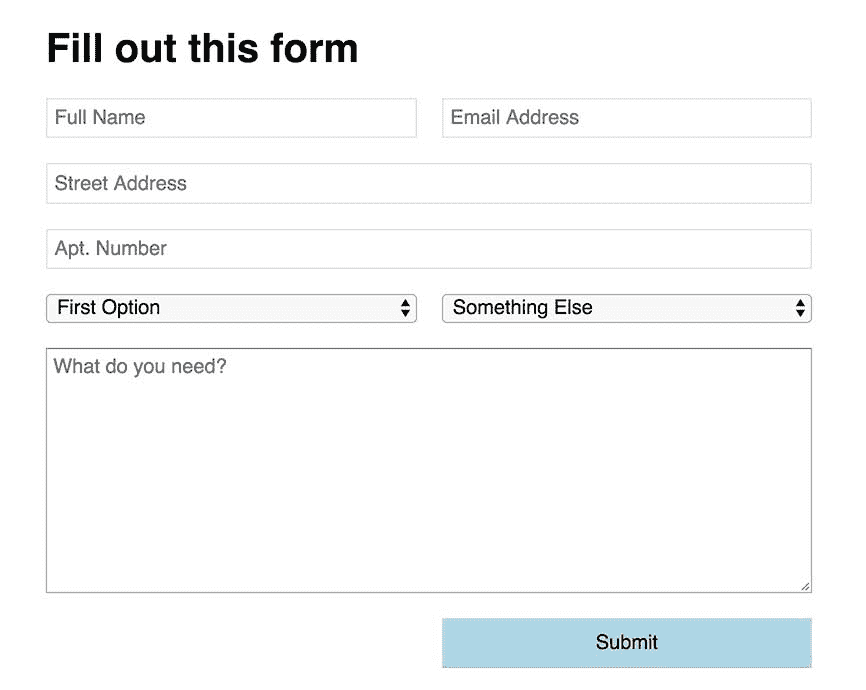 Fill out this form
Full Name Email Address
Street Address
Apt. Number
First Option Something Else
What do you need?
Submit